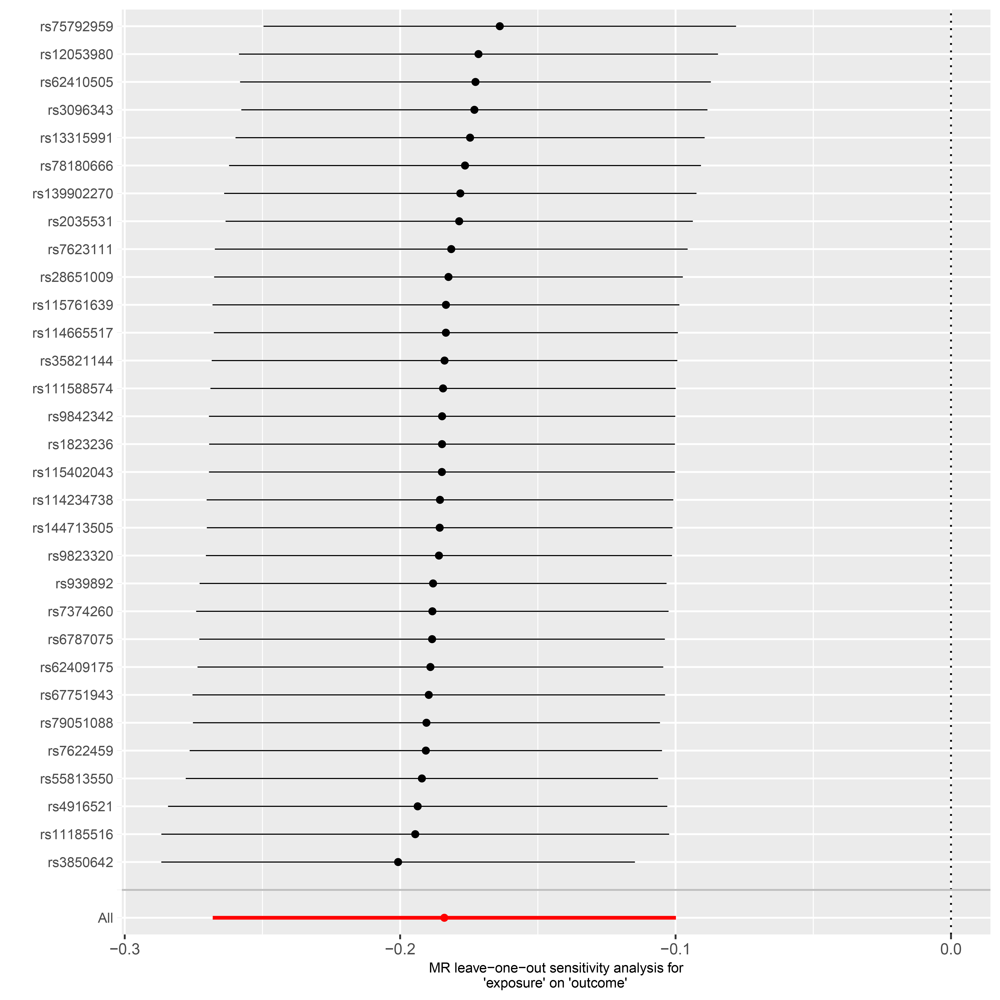 rs75792959
rs12053980
rs62410505
rs3096343
rs13315991
rs78180666
rs139902270
rs2035531
rs7623111
rs28651009
rs115761639
rs114665517
rs35821144
rs111588574
rs9842342
rs1823236
rs115402043
rs114234738
rs144713505
rs9823320
rs939892
rs7374260
rs6787075
rs62409175
rs67751943
rs79051088
rs7622459
rs55813550
rs4916521
rs11185516
rs3850642
All
−0.3 −0.2 −0.1 0.0
MR leave−one−out sensitivity analysis for
'exposure' on 'outcome'